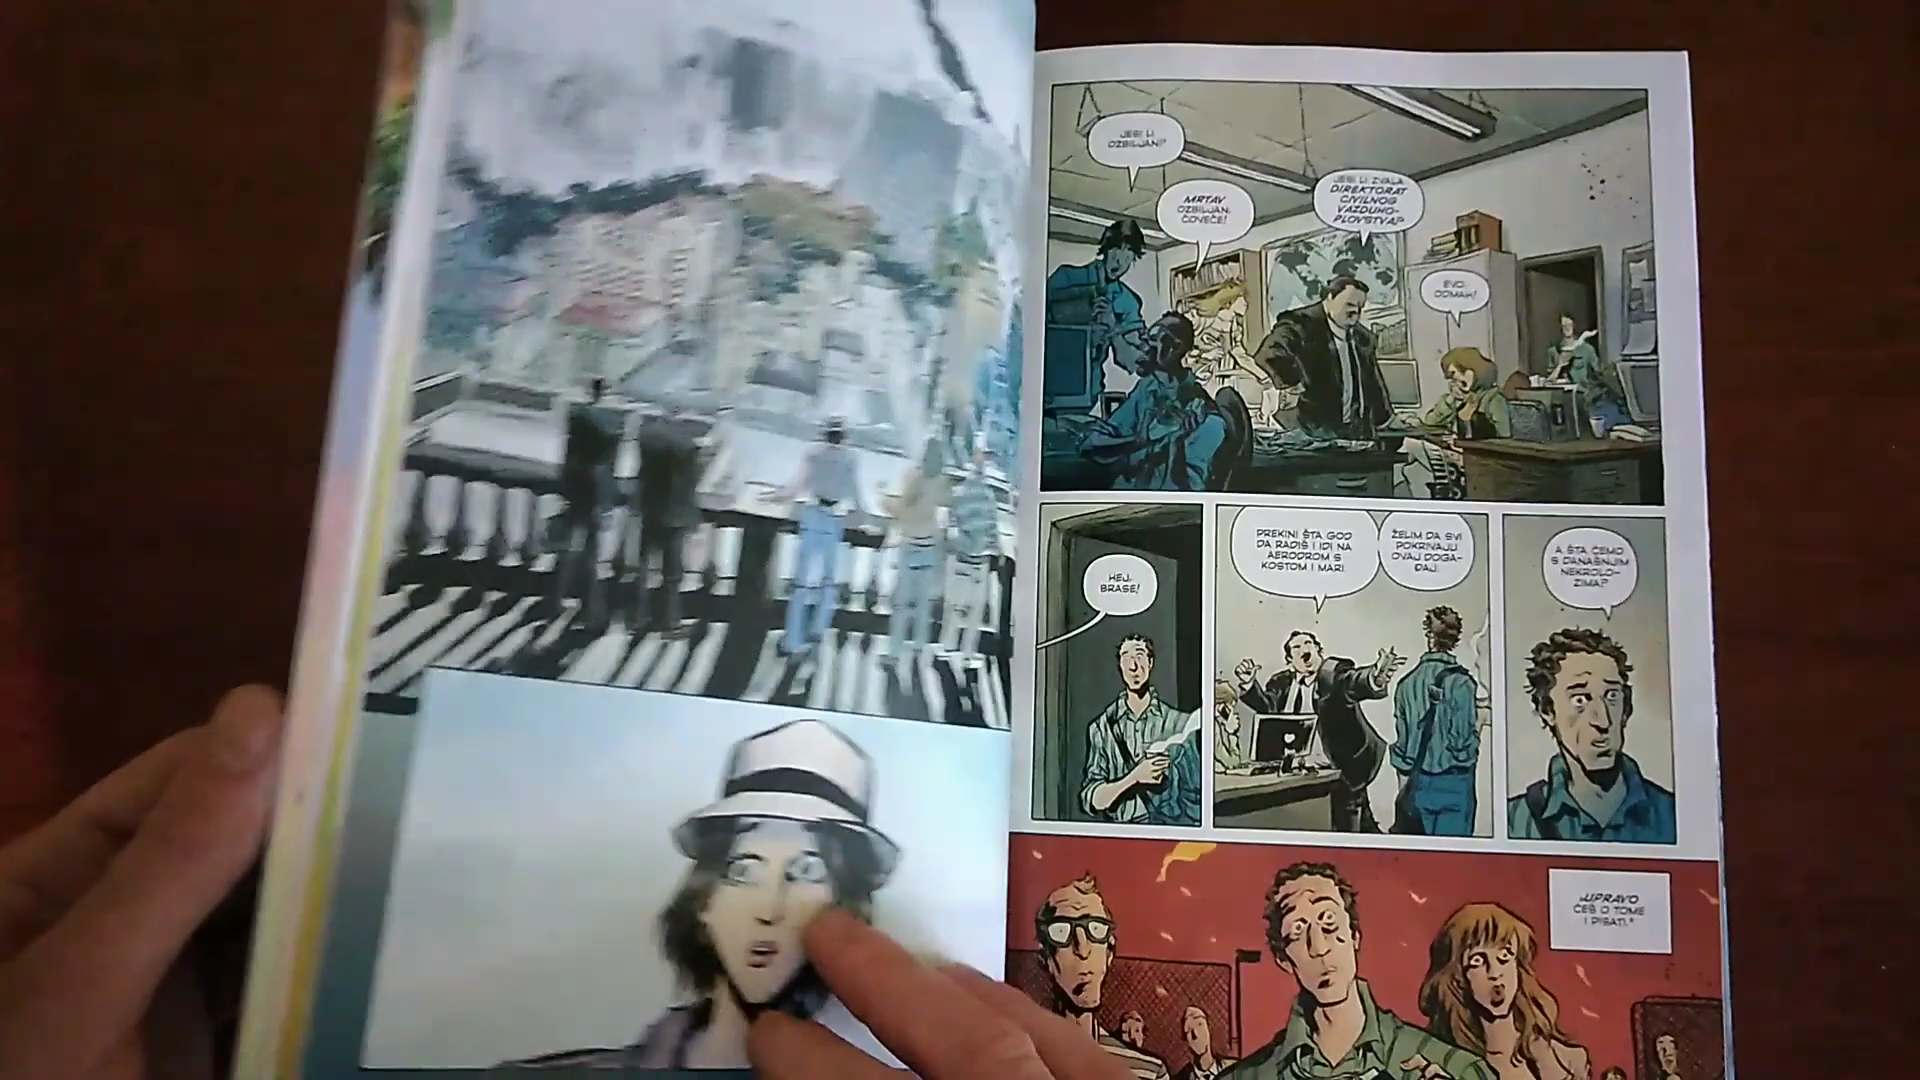 JESI LI
OZBILJAN?
MRTAV
OZBILJAN,
ČOVEČE!
JESI LI ZVALA
DIREKTORAT
CIVILNOG
VAZDUHO-
PLOVSTVA?
EVO,
ODMAH!
HEJ,
BRASE!
PREKINI ŠTA GOD
DA RADIŠ I IDI NA
AERODROM S
KOSTOM I MARI.
ŽELIM DA SVI
POKRIVAJU
OVAJ DOGA-
ĐAJ.
A ŠTA ĆEMO
S DANAŠNJIM
NEKROLO-
ZIMA?
„UPRAVO
ĆEŠ O TOME
I PISATI."